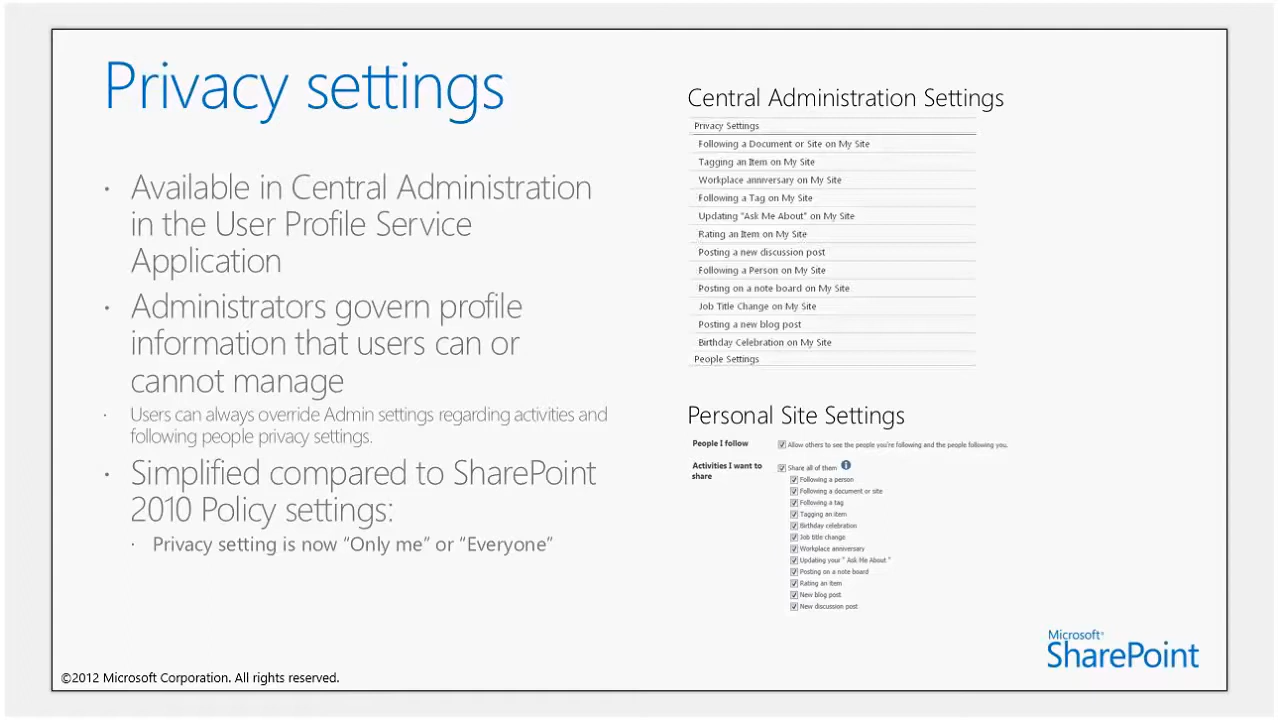 Privacy settings
· Available in Central Administration
in the User Profile Service
Application
· Administrators govern profile
information that users can or
cannot manage
· Users can always override Admin settings regarding activities and
following people privacy settings.
· Simplified compared to SharePoint
2010 Policy settings:
· Privacy setting is now “Only me” or “Everyone”
Central Administration Settings
Privacy Settings
Following a Document or Site on My Site
Tagging an Item on My Site
Workplace annniversary on My Site
Following a Tag on My Site
Updating "Ask Me About" on My Site
Rating an Item on My Site
Posting a new discussion post
Following a Person on My Site
Posting on a note board on My Site
Job Title Change on My Site
Posting a new blog post
Birthday Celebration on My Site
People Settings
Personal Site Settings
People I follow
Allow others to see the people you're following and the people following you.
Activities I want to
share
Share all of them
Following a person
Following a document or site
Following a tag
Tagging an item
Birthday celebration
Job title change
Workplace anniversary
Updating your " Ask Me About "
Posting on a note board
Rating an item
New blog post
New discussion post
Microsoft®
SharePoint
©2012 Microsoft Corporation. All rights reserved.